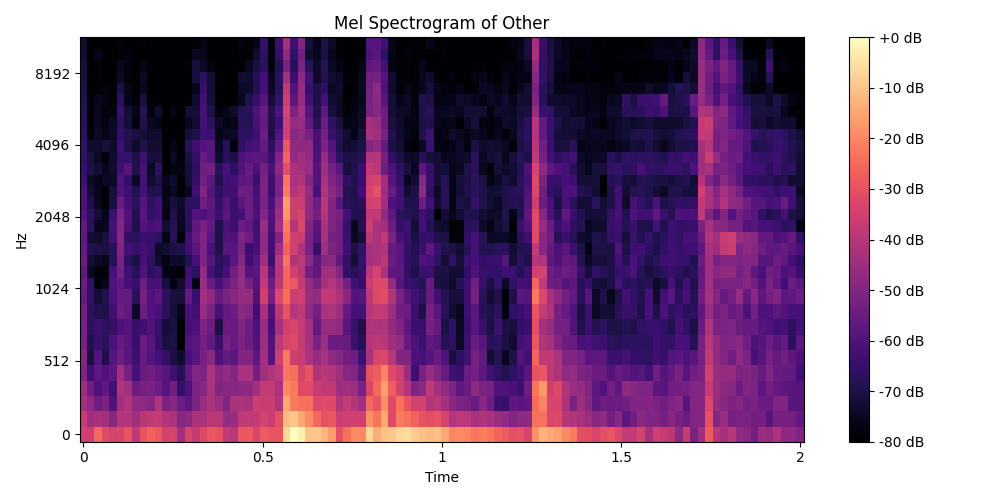 Mel Spectrogram of Other
Hz
8192
4096
2048
1024
512
0
0 0.5 1 1.5 2
Time
+0 dB
-10 dB
-20 dB
-30 dB
-40 dB
-50 dB
-60 dB
-70 dB
-80 dB